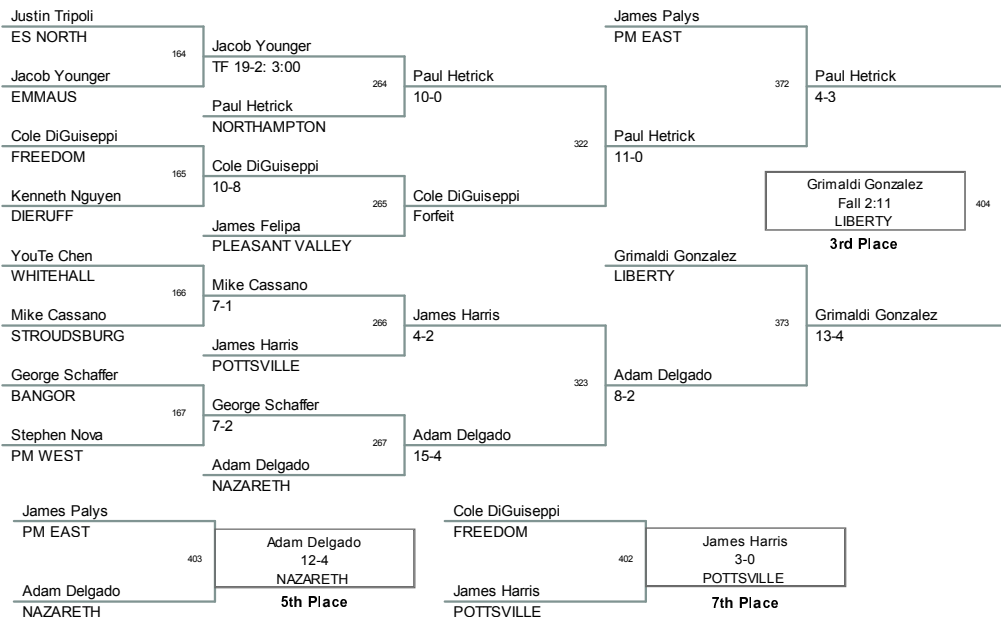 Justin Tripoli
ES NORTH
164
Jacob Younger
EMMAUS
Jacob Younger
TF 19-2: 3:00
264
Paul Hetrick
NORTHAMPTON
Cole DiGuiseppi
FREEDOM
165
Kenneth Nguyen
DIERUFF
Cole DiGuiseppi
10-8
265
James Felipa
PLEASANT VALLEY
YouTe Chen
WHITEHALL
166
Mike Cassano
STROUDSBURG
Mike Cassano
7-1
266
James Harris
POTTSVILLE
George Schaffer
BANGOR
167
Stephen Nova
PM WEST
George Schaffer
7-2
267
Adam Delgado
NAZARETH
Paul Hetrick
10-0
322
Cole DiGuiseppi
Forfeit
James Harris
4-2
323
Adam Delgado
15-4
James Palys
PM EAST
372
Paul Hetrick
11-0
Paul Hetrick
4-3
Grimaldi Gonzalez
Fall 2:11
LIBERTY
404
3rd Place
Grimaldi Gonzalez
LIBERTY
373
Adam Delgado
8-2
Grimaldi Gonzalez
13-4
James Palys
PM EAST
403
Adam Delgado
NAZARETH
Adam Delgado
12-4
NAZARETH
5th Place
Cole DiGuiseppi
FREEDOM
402
James Harris
POTTSVILLE
James Harris
3-0
POTTSVILLE
7th Place